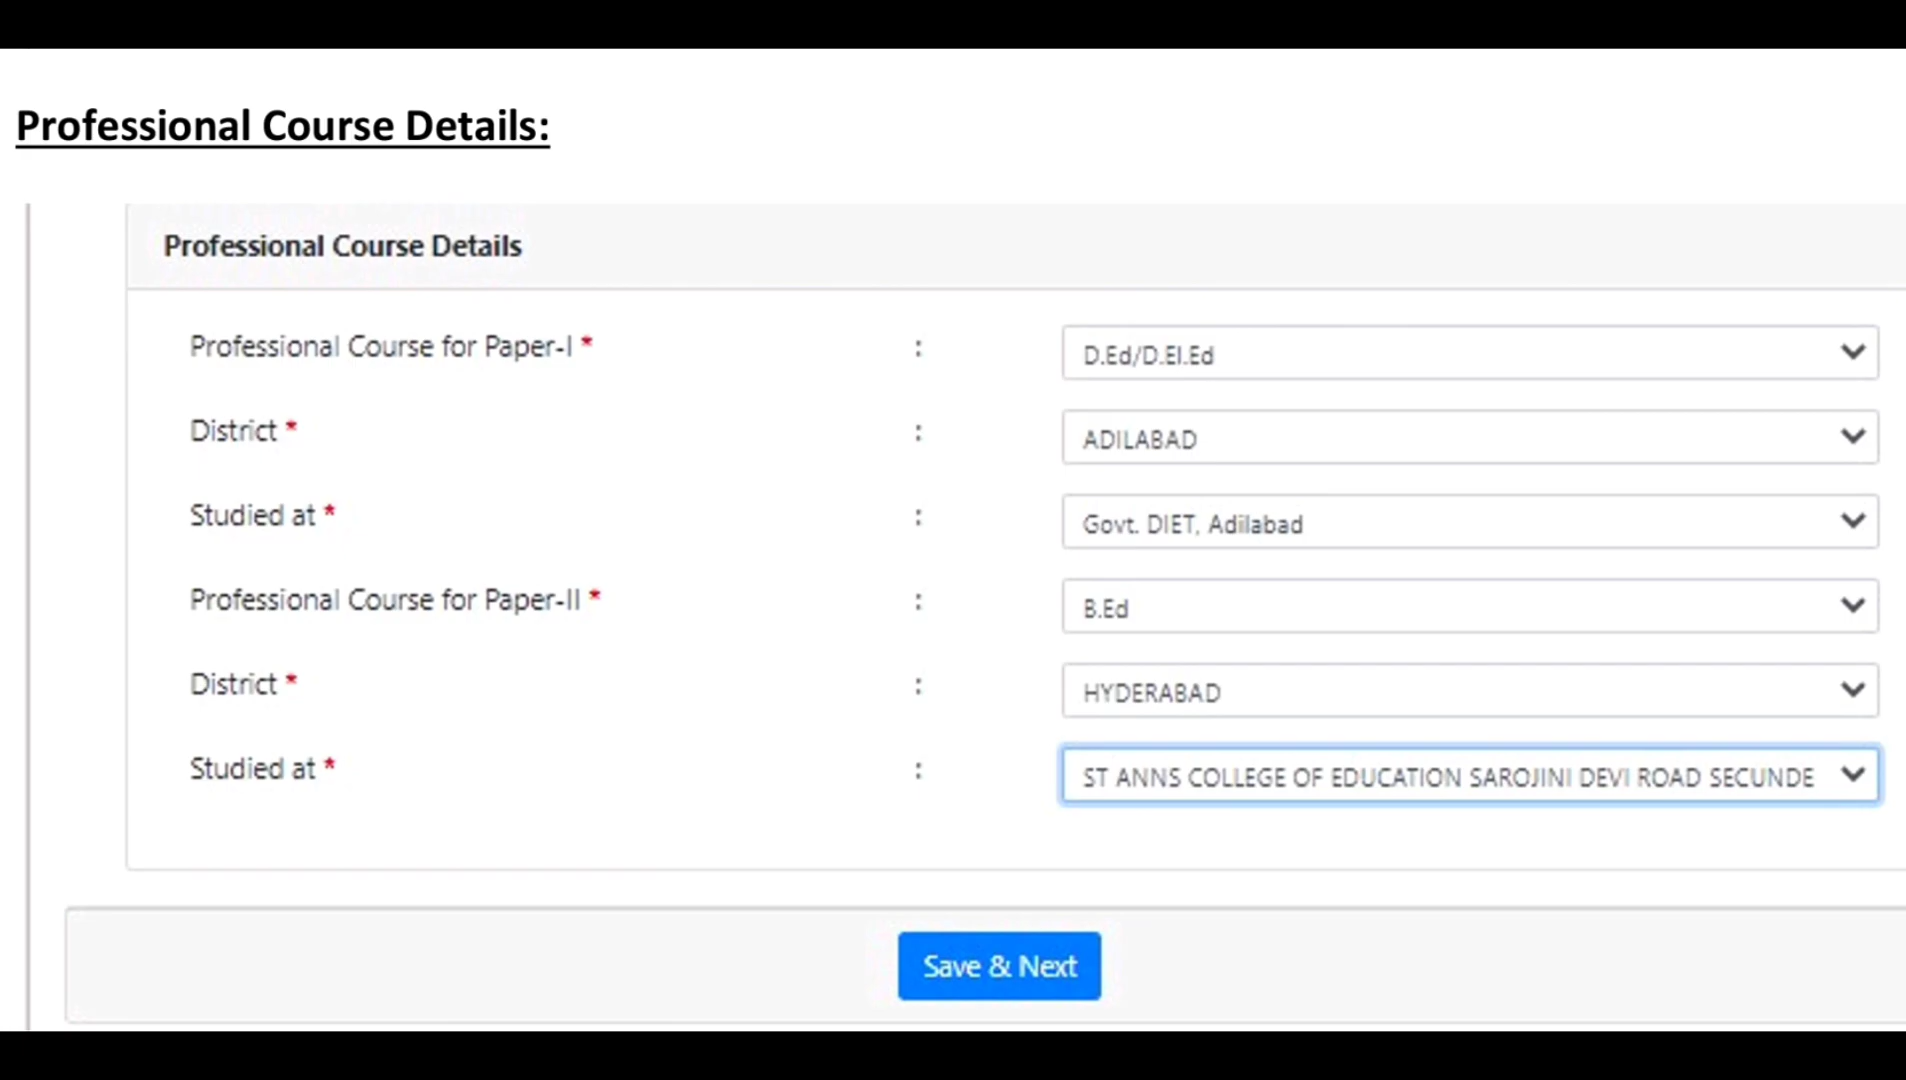 Professional Course Details:
Professional Course Details
Professional Course for Paper-I * : D.Ed/D.El.Ed
District * : ADILABAD
Studied at * : Govt. DIET, Adilabad
Professional Course for Paper-II * : B.Ed
District * : HYDERABAD
Studied at * : ST ANNS COLLEGE OF EDUCATION SAROJINI DEVI ROAD SECUNDE
Save & Next